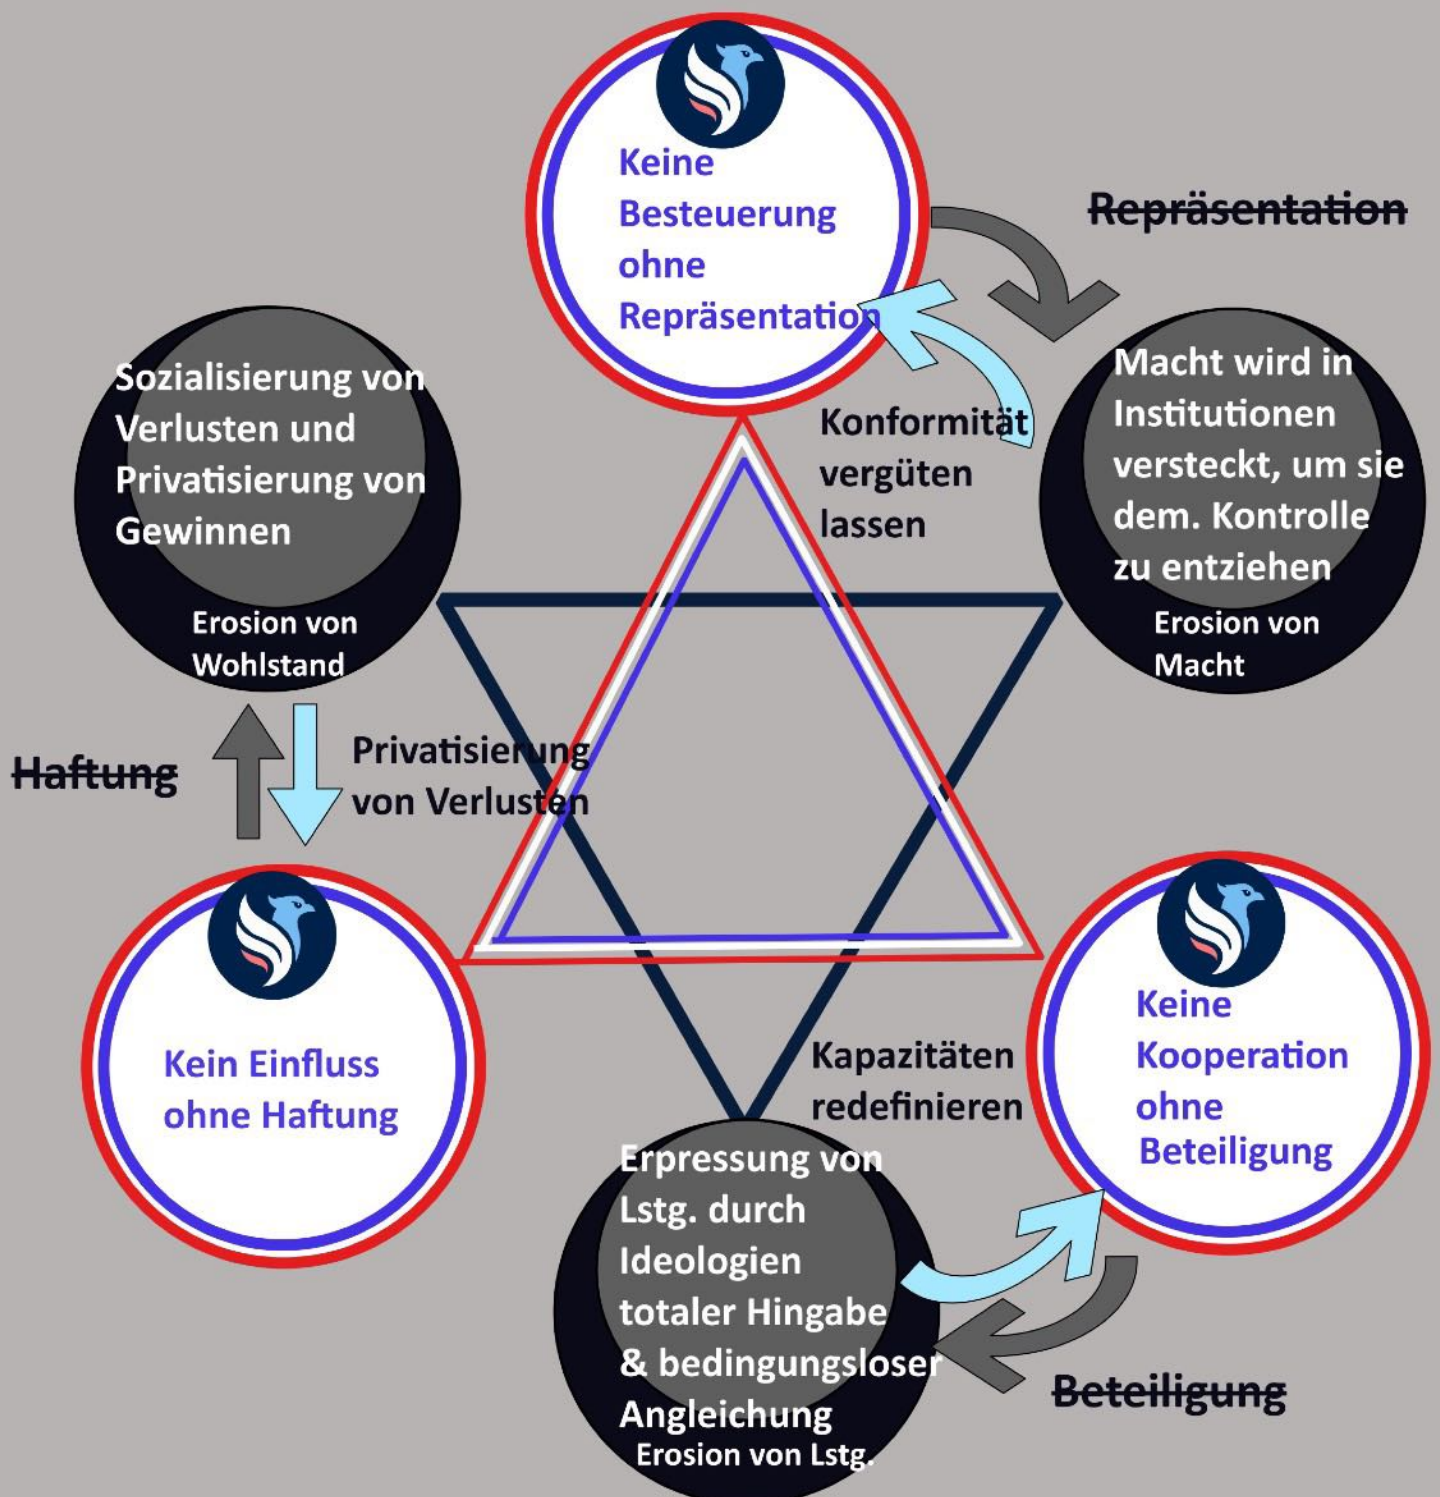 Keine
Besteuerung
ohne
Repräsentation
Repräsentation
Sozialisierung von
Verlusten und
Privatisierung von
Gewinnen
Erosion von
Wohlstand
Konformität
vergüten
lassen
Macht wird in
Institutionen
versteckt, um sie
dem. Kontrolle
zu entziehen
Erosion von
Macht
Haftung
Privatisierung
von Verlusten
Kein Einfluss
ohne Haftung
Kapazitäten
redefinieren
Keine
Kooperation
ohne
Beteiligung
Erpressung von
Lstg. durch
Ideologien
totaler Hingabe
& bedingungsloser
Angleichung
Erosion von Lstg.
Beteiligung